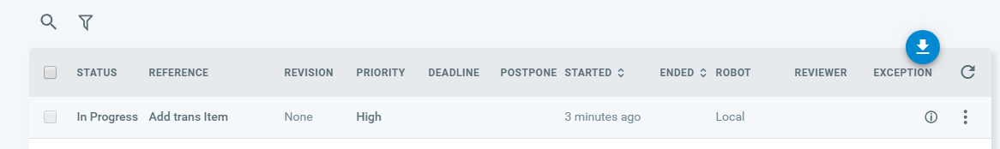 STATUS REFERENCE REVISION PRIORITY DEADLINE POSTPONE STARTED ENDED ROBOT REVIEWER EXCEPTION
In Progress Add trans Item None High 3 minutes ago Local